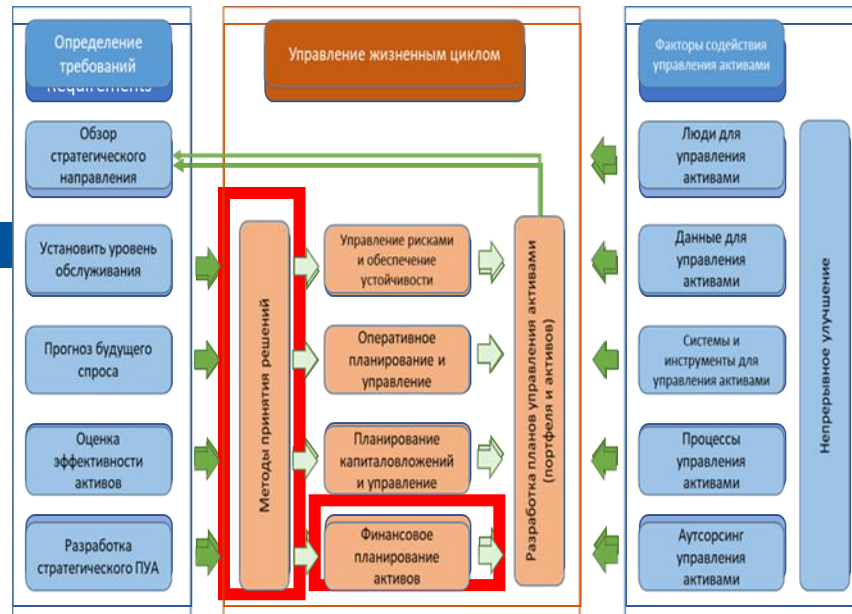 Определение
требований
Requirements
Обзор
стратегического
направления
Установить уровень
обслуживания
Прогноз будущего
спроса
Оценка
эффективности
активов
Разработка
стратегического ПУА
Управление жизненным циклом
Методы принятия решений
Управление рисками
и обеспечение
устойчивости
Оперативное
планирование и
управление
Планирование
капиталовложений
и управление
Финансовое
планирование
активов
Разработка планов управления активами
(портфеля и активов)
Факторы содействия
управления активами
Люди для
управления
активами
Данные для
управления
активами
Системы и
инструменты для
управления активами
Процессы
управления
активами
Аутсорсинг
управления
активами
Непрерывное улучшение